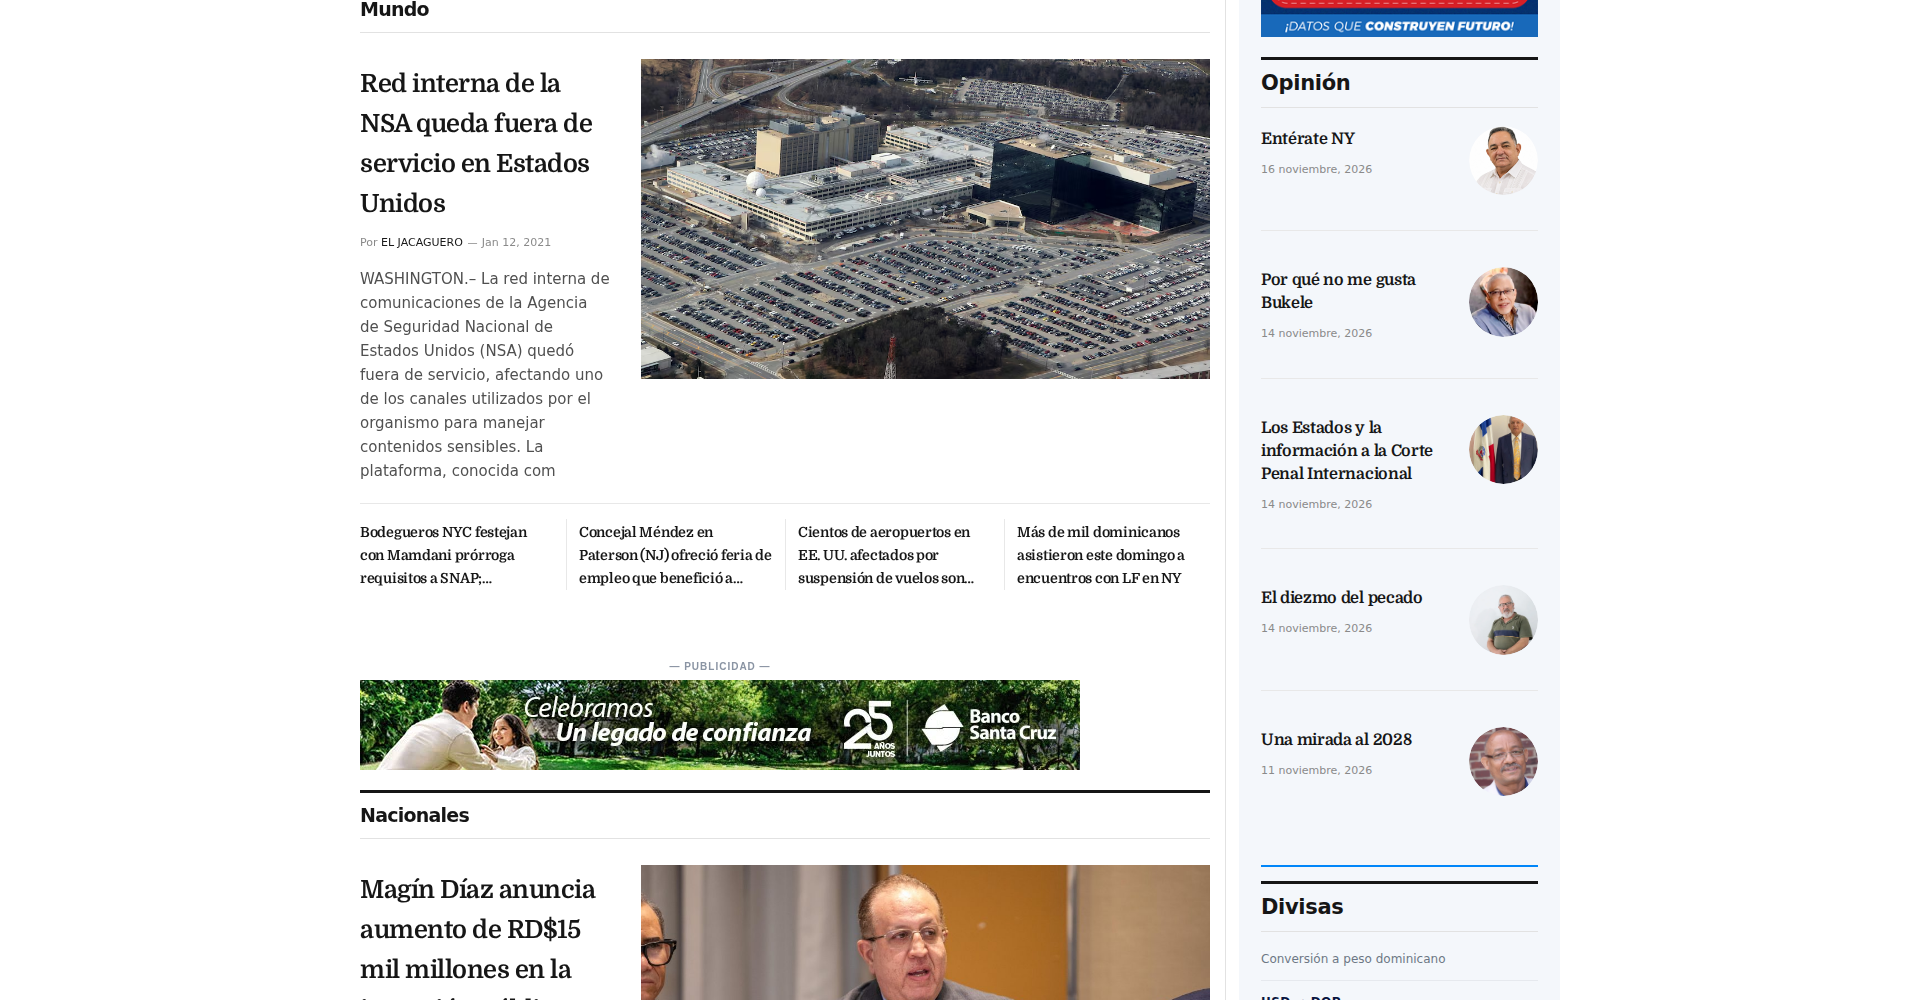 Mundo
Red interna de la
NSA queda fuera de
servicio en Estados
Unidos
Por EL JACAGUERO — Jan 12, 2021
WASHINGTON.– La red interna de
comunicaciones de la Agencia
de Seguridad Nacional de
Estados Unidos (NSA) quedó
fuera de servicio, afectando uno
de los canales utilizados por el
organismo para manejar
contenidos sensibles. La
plataforma, conocida com
Bodegueros NYC festejan
con Mamdani prórroga
requisitos a SNAP;...
Concejal Méndez en
Paterson (NJ) ofreció feria de
empleo que benefició a...
Cientos de aeropuertos en
EE. UU. afectados por
suspensión de vuelos son...
Más de mil dominicanos
asistieron este domingo a
encuentros con LF en NY
— PUBLICIDAD —
Celebramos
Un legado de confianza
25
AÑOS
JUNTOS
Banco
Santa Cruz
Nacionales
Magín Díaz anuncia
aumento de RD$15
mil millones en la
¡DATOS QUE CONSTRUYEN FUTURO!
Opinión
Entérate NY
16 noviembre, 2026
Por qué no me gusta
Bukele
14 noviembre, 2026
Los Estados y la
información a la Corte
Penal Internacional
14 noviembre, 2026
El diezmo del pecado
14 noviembre, 2026
Una mirada al 2028
11 noviembre, 2026
Divisas
Conversión a peso dominicano